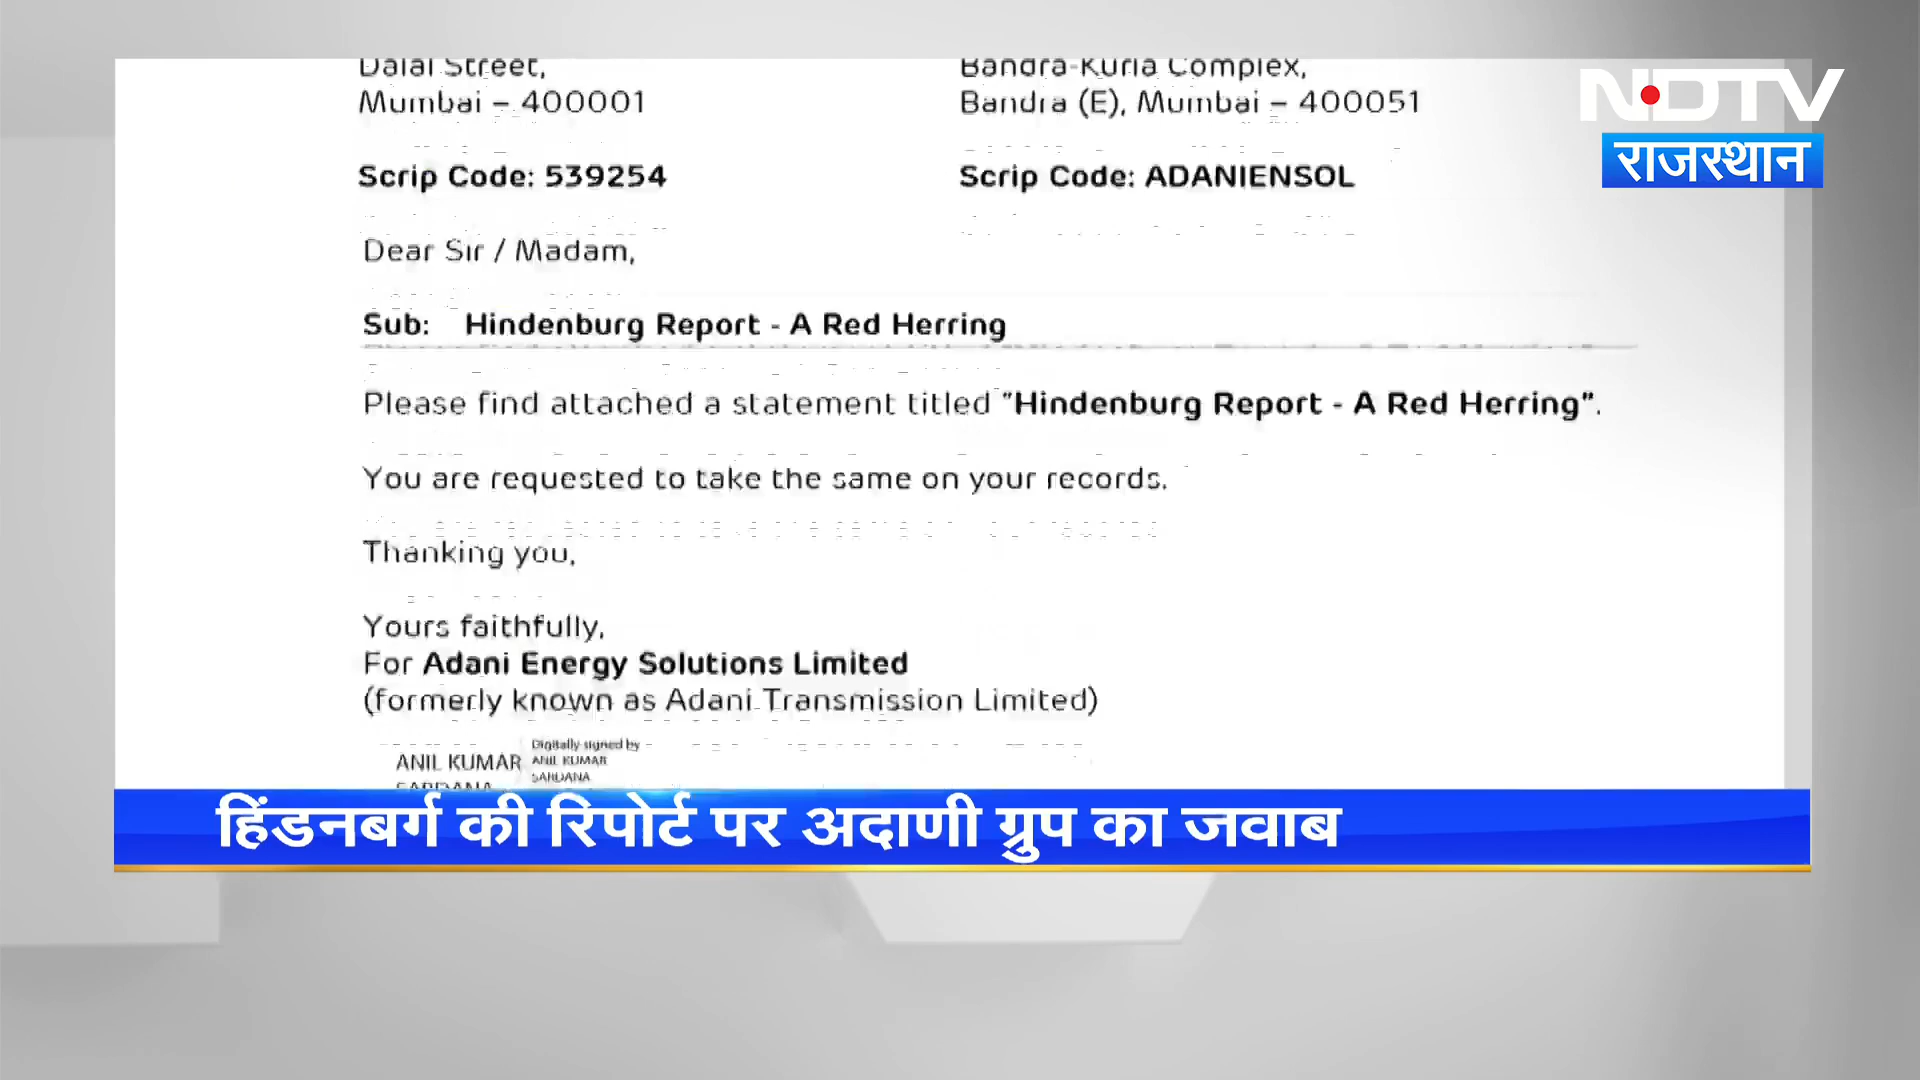 Dalal Street,
Mumbai – 400001
Bandra-Kurla Complex,
Bandra (E), Mumbai – 400051
NDTV
राजस्थान
Scrip Code: 539254
Scrip Code: ADANIENSOL
Dear Sir / Madam,
Sub: Hindenburg Report - A Red Herring
Please find attached a statement titled "Hindenburg Report - A Red Herring".
You are requested to take the same on your records.
Thanking you,
Yours faithfully,
For Adani Energy Solutions Limited
(formerly known as Adani Transmission Limited)
ANIL KUMAR
SARDANA
Digitally signed by
ANIL KUMAR
SARDANA
हिंडनबर्ग की रिपोर्ट पर अदाणी ग्रुप का जवाब